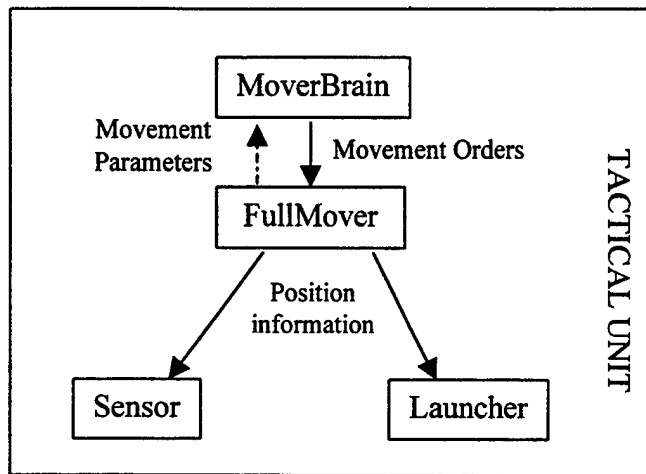 MoverBrain
Movement
Parameters
Movement Orders
FullMover
Position
information
Sensor
Launcher
TACTICAL UNIT